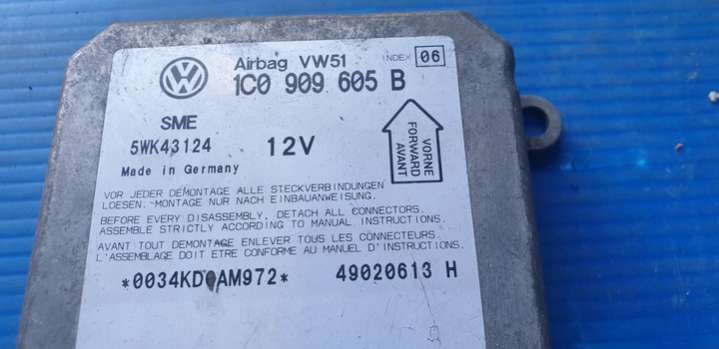 Airbag VW51 INDEX 06
1C0 909 605 B
SME
5WK43124 12V
Made in Germany
VORNE
FORWARD
AVANT
VOR JEDER DEMONTAGE ALLE STECKVERBINDUNGEN
LOESEN. MONTAGE NUR NACH EINBAUANWEISUNG.
BEFORE EVERY DISASSEMBLY, DETACH ALL CONNECTORS.
ASSEMBLE STRICTLY ACCORDING TO MANUAL INSTRUCTIONS.
AVANT TOUT DEMONTAGE ENLEVER TOUS LES CONNECTEURS.
L'ASSEMBLAGE DOIT ETRE CONFORME AU MANUEL D'INSTRUCTIONS.
*0034KD AM972* 49020613 H